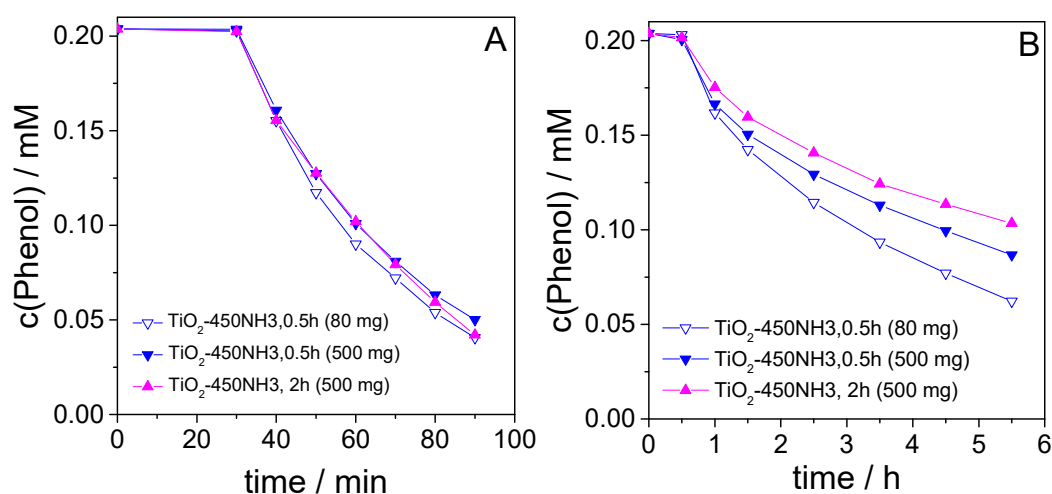 A
c(Phenol) / mM
0.20
0.15
0.10
0.05
0.00
TiO2-450NH3,0.5h (80 mg)
TiO2-450NH3,0.5h (500 mg)
TiO2-450NH3, 2h (500 mg)
0 20 40 60 80 100
time / min
B
c(Phenol) / mM
0.20
0.15
0.10
0.05
0.00
TiO2-450NH3,0.5h (80 mg)
TiO2-450NH3,0.5h (500 mg)
TiO2-450NH3, 2h (500 mg)
0 1 2 3 4 5 6
time / h